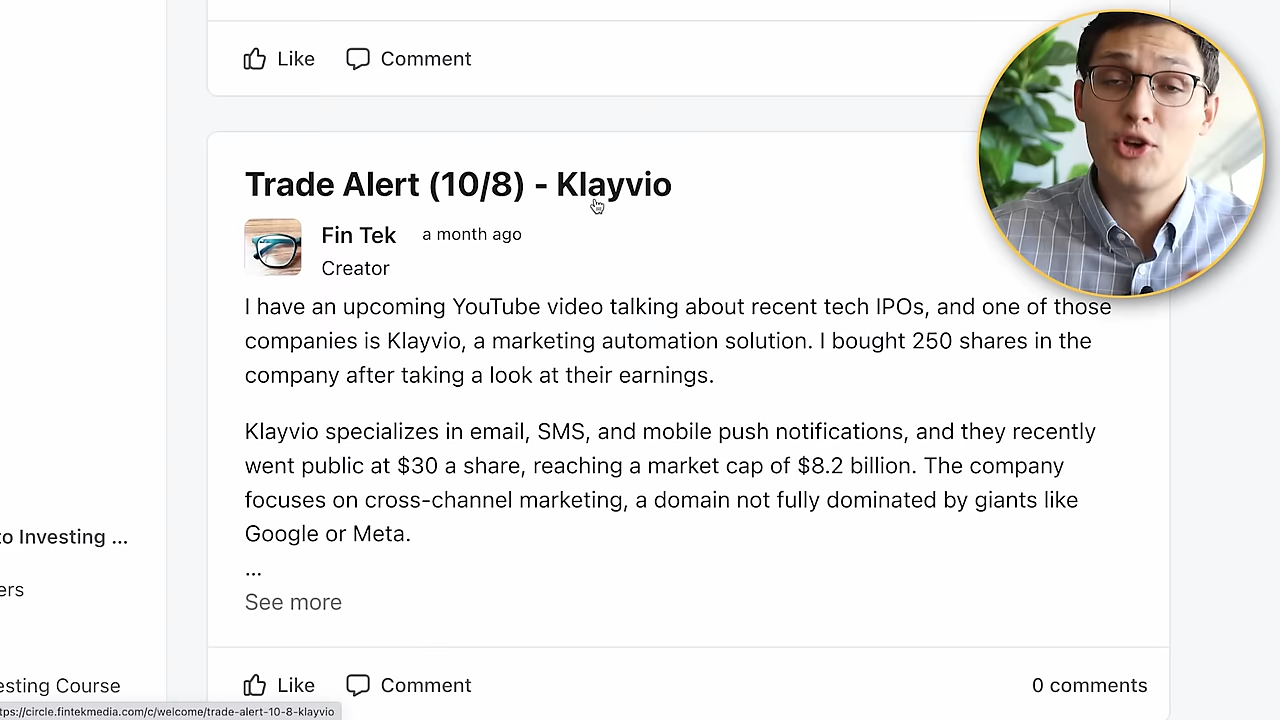 Like
Comment
Trade Alert (10/8) - Klayvio
Fin Tek
a month ago
Creator
I have an upcoming YouTube video talking about recent tech IPOs, and one of those
companies is Klayvio, a marketing automation solution. I bought 250 shares in the
company after taking a look at their earnings.
Klayvio specializes in email, SMS, and mobile push notifications, and they recently
went public at $30 a share, reaching a market cap of $8.2 billion. The company
focuses on cross-channel marketing, a domain not fully dominated by giants like
Google or Meta.
...
See more
Like
Comment
0 comments
to Investing ...
ers
esting Course
tps://circle.fintekmedia.com/c/welcome/trade-alert-10-8-klayvio